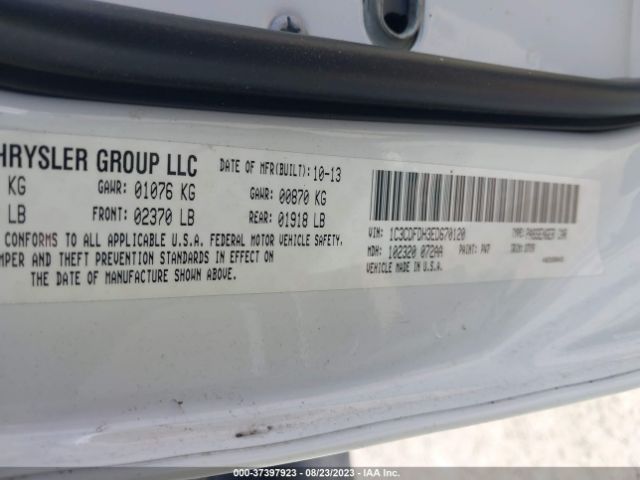 HRYSLER GROUP LLC
DATE OF MFR(BUILT): 10-13
KG GAWR: 01076 KG GAWR: 00870 KG
LB FRONT: 02370 LB REAR: 01918 LB
CONFORMS TO ALL APPLICABLE U.S.A. FEDERAL MOTOR VEHICLE SAFETY,
MPER AND THEFT PREVENTION STANDARDS IN EFFECT ON
THE DATE OF MANUFACTURE SHOWN ABOVE.
VIN: 1C3CDFDH3ED670120 TYPE: PASSENGER CAR
MDH: 102320 072AA PAINT: PW7
VEHICLE MADE IN U.S.A.
000-37397923 • 08/23/2023 • IAA Inc.